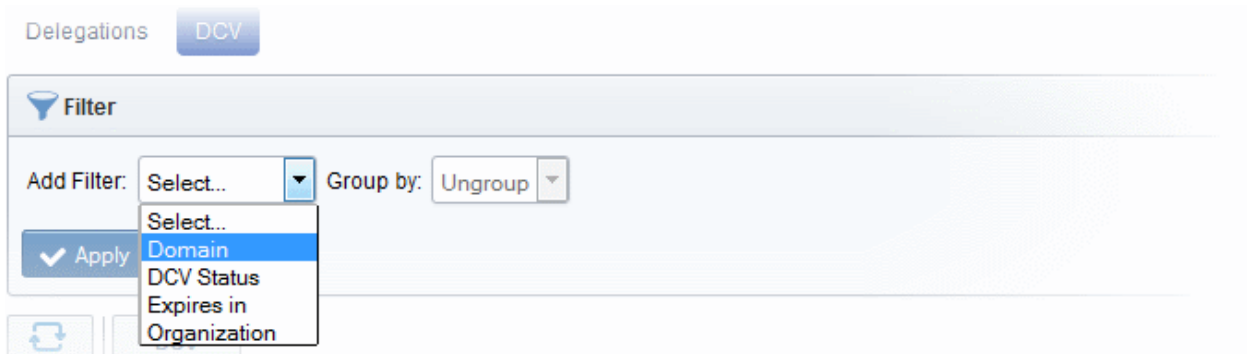 Delegations DCV
Filter
Add Filter: Select... Group by: Ungroup
Select...
Apply Domain
DCV Status
Expires in
Organization